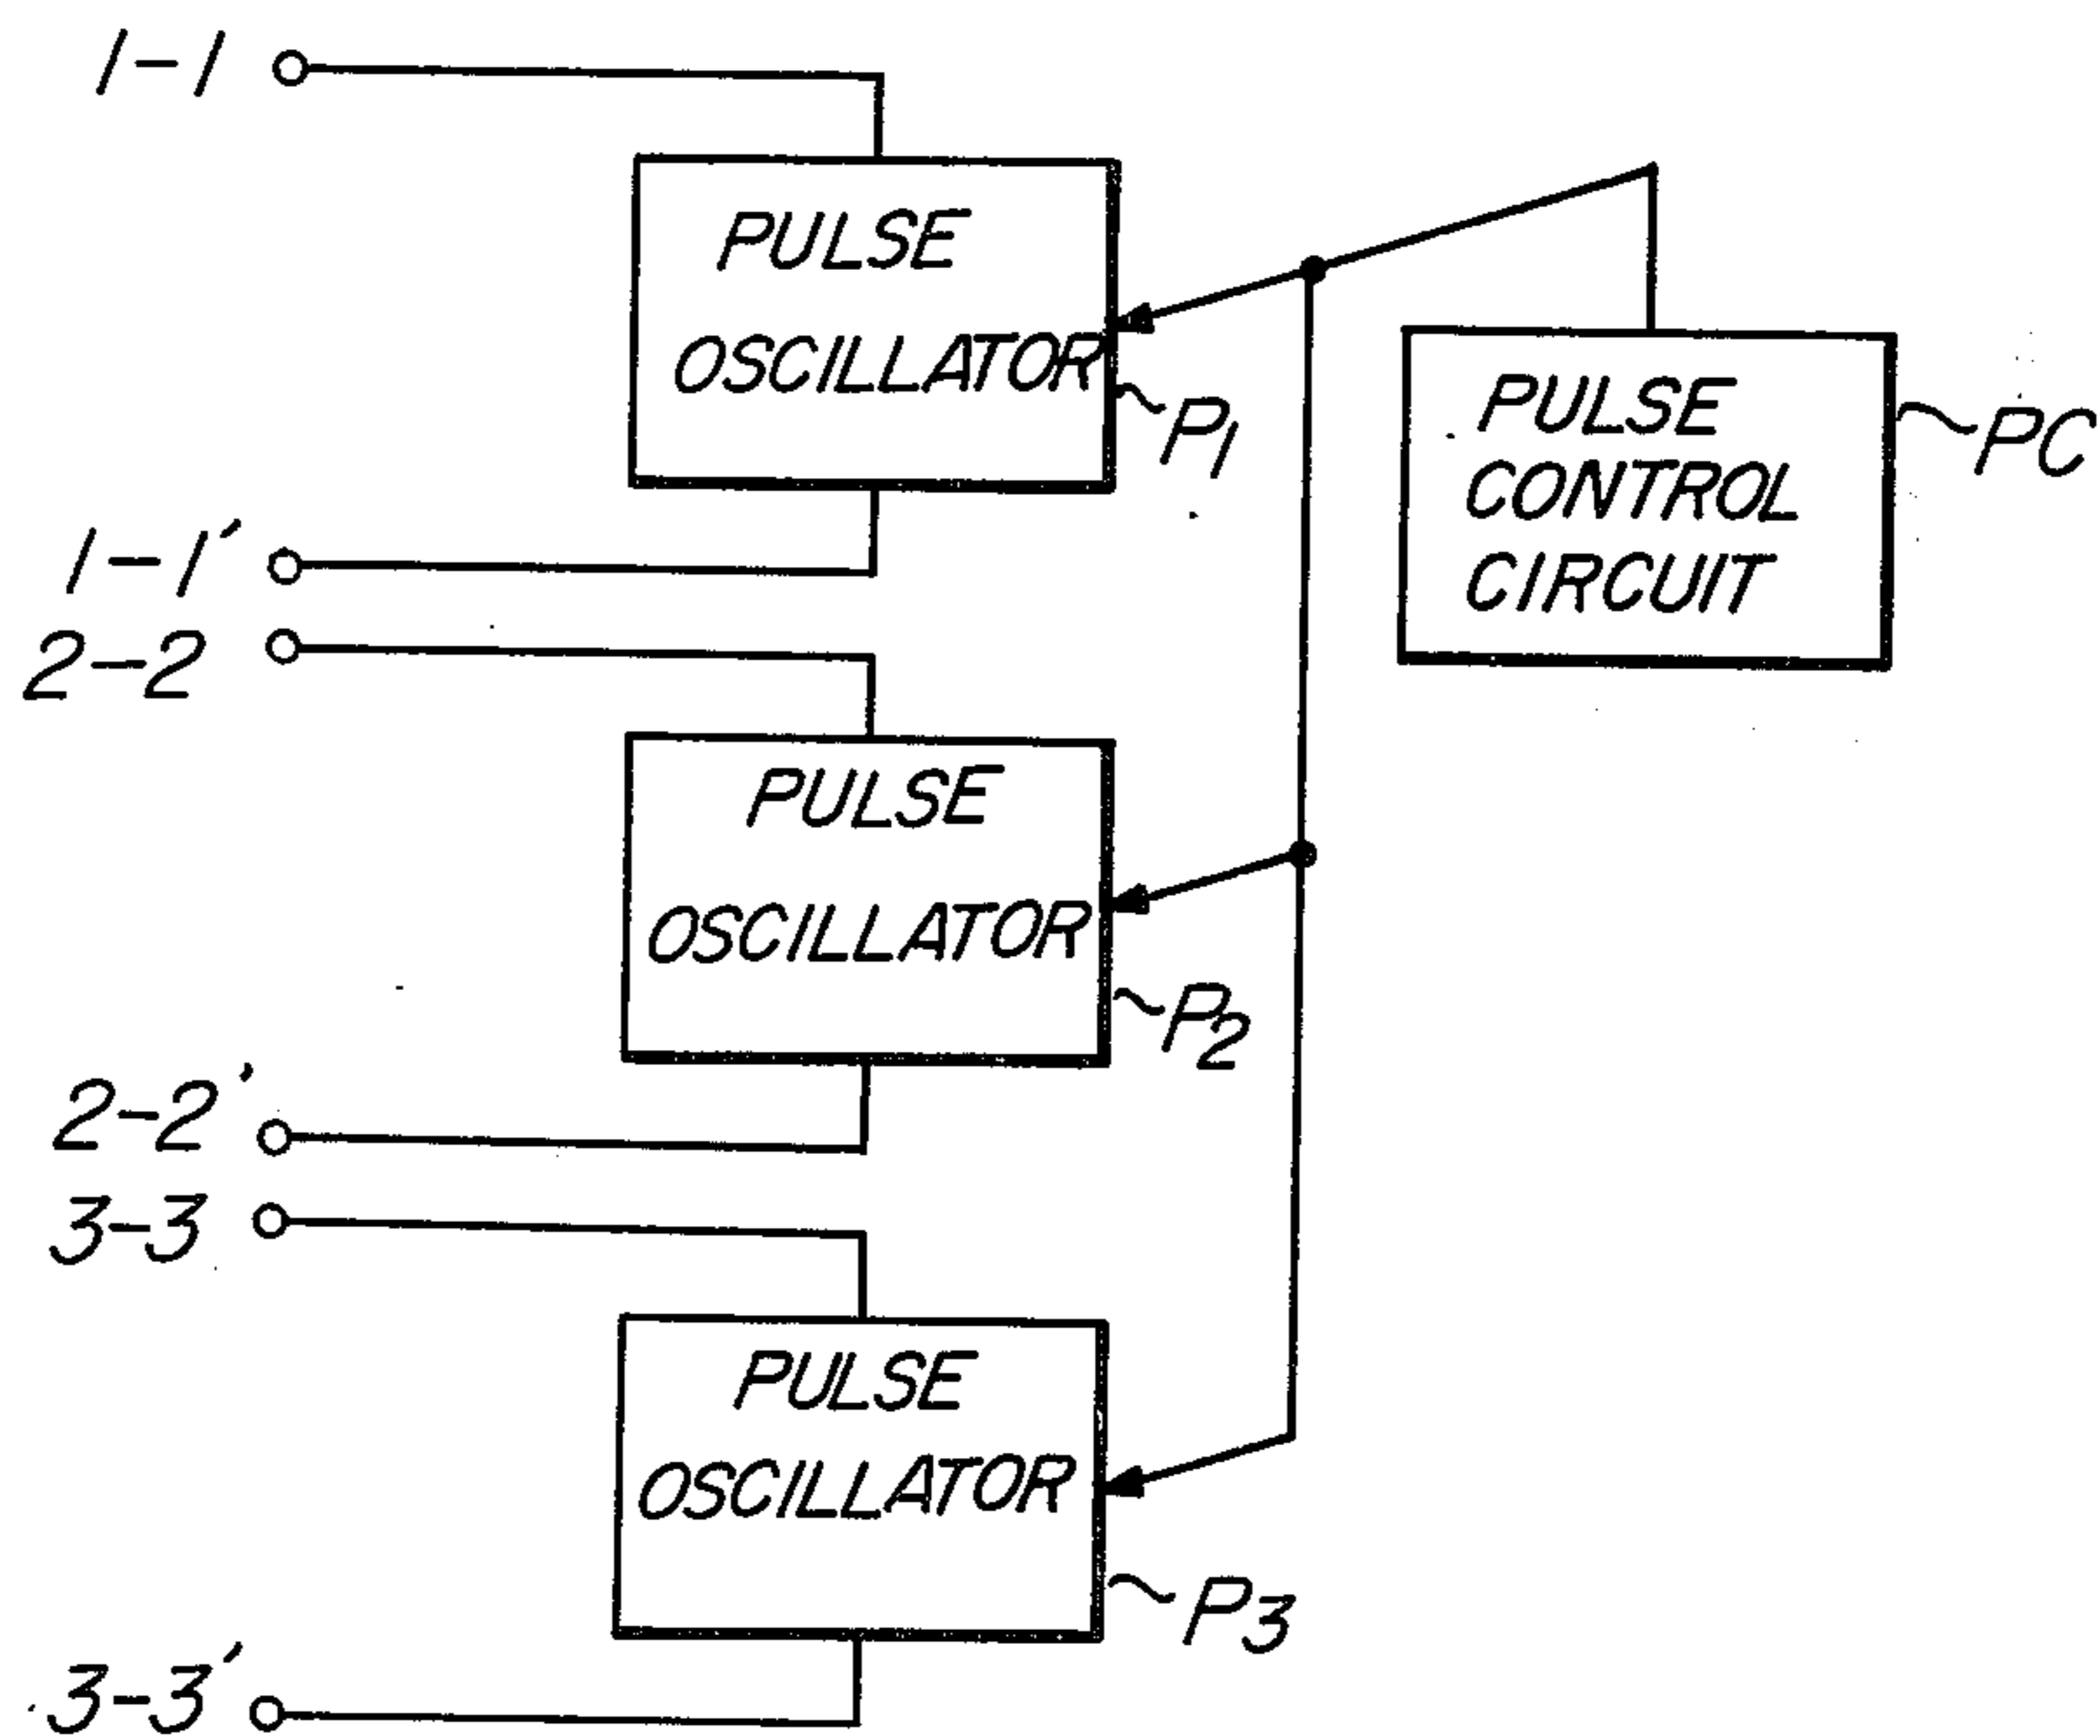 1-1
PULSE
OSCILLATOR
P1
PULSE
CONTROL
CIRCUIT
PC
1-1'
2-2
PULSE
OSCILLATOR
P2
2-2'
3-3
PULSE
OSCILLATOR
P3
3-3'